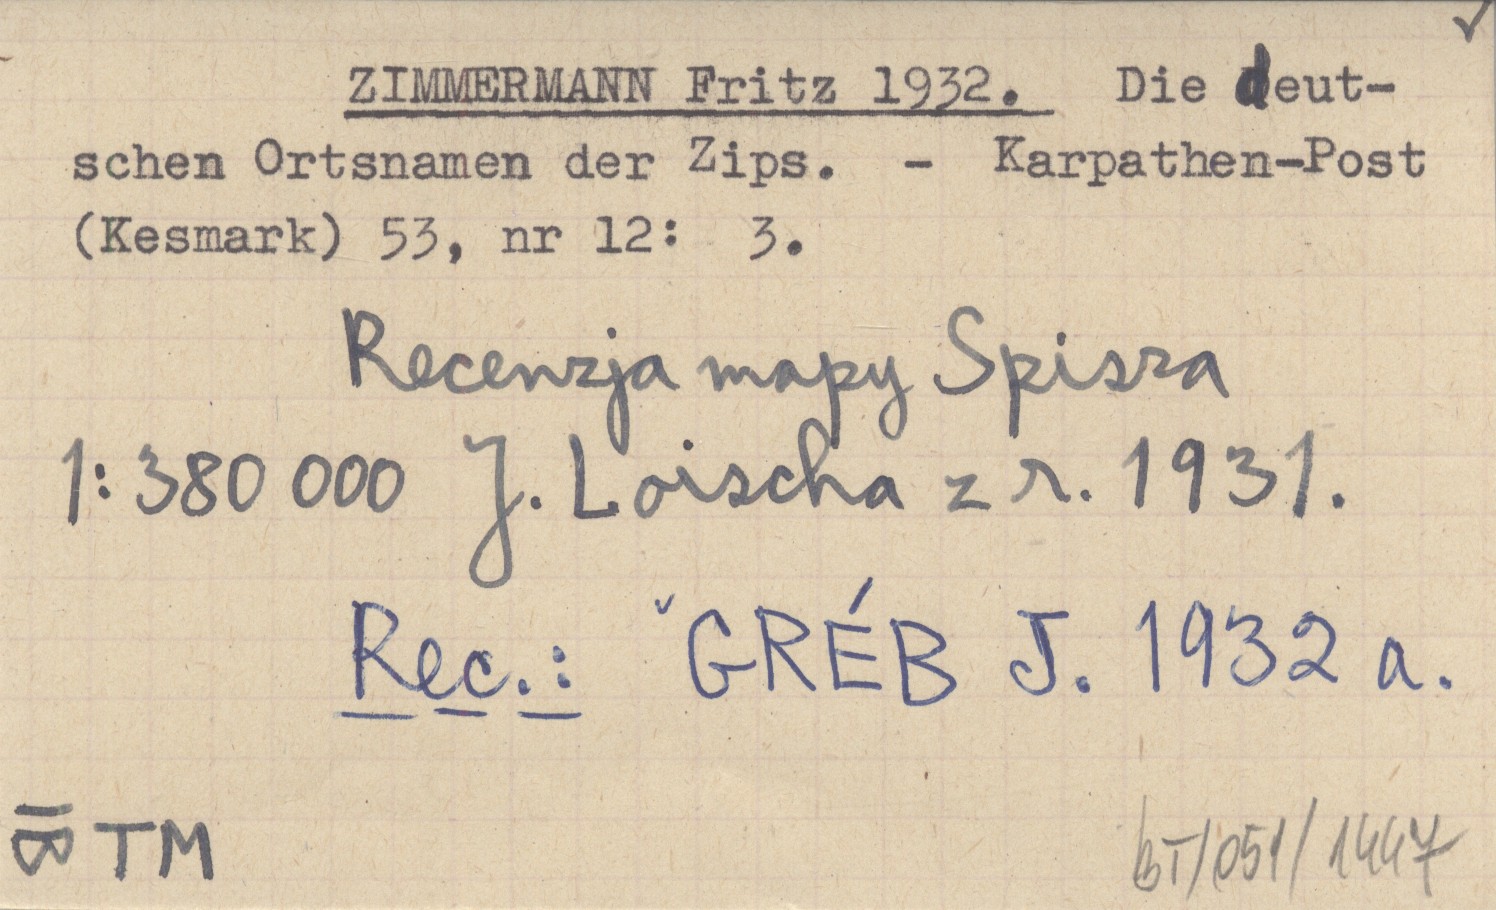 ZIMMERMANN Fritz 1932. Die deut-
schen Ortsnamen der Zips. - Karpathen-Post
(Kesmark) 53, nr 12: 3.
Recenzja mapy Spisza
1:380 000 J. Loischa z r. 1931.
Rec.: ˇGRÉB J. 1932 a.
TM
BT/051/1447